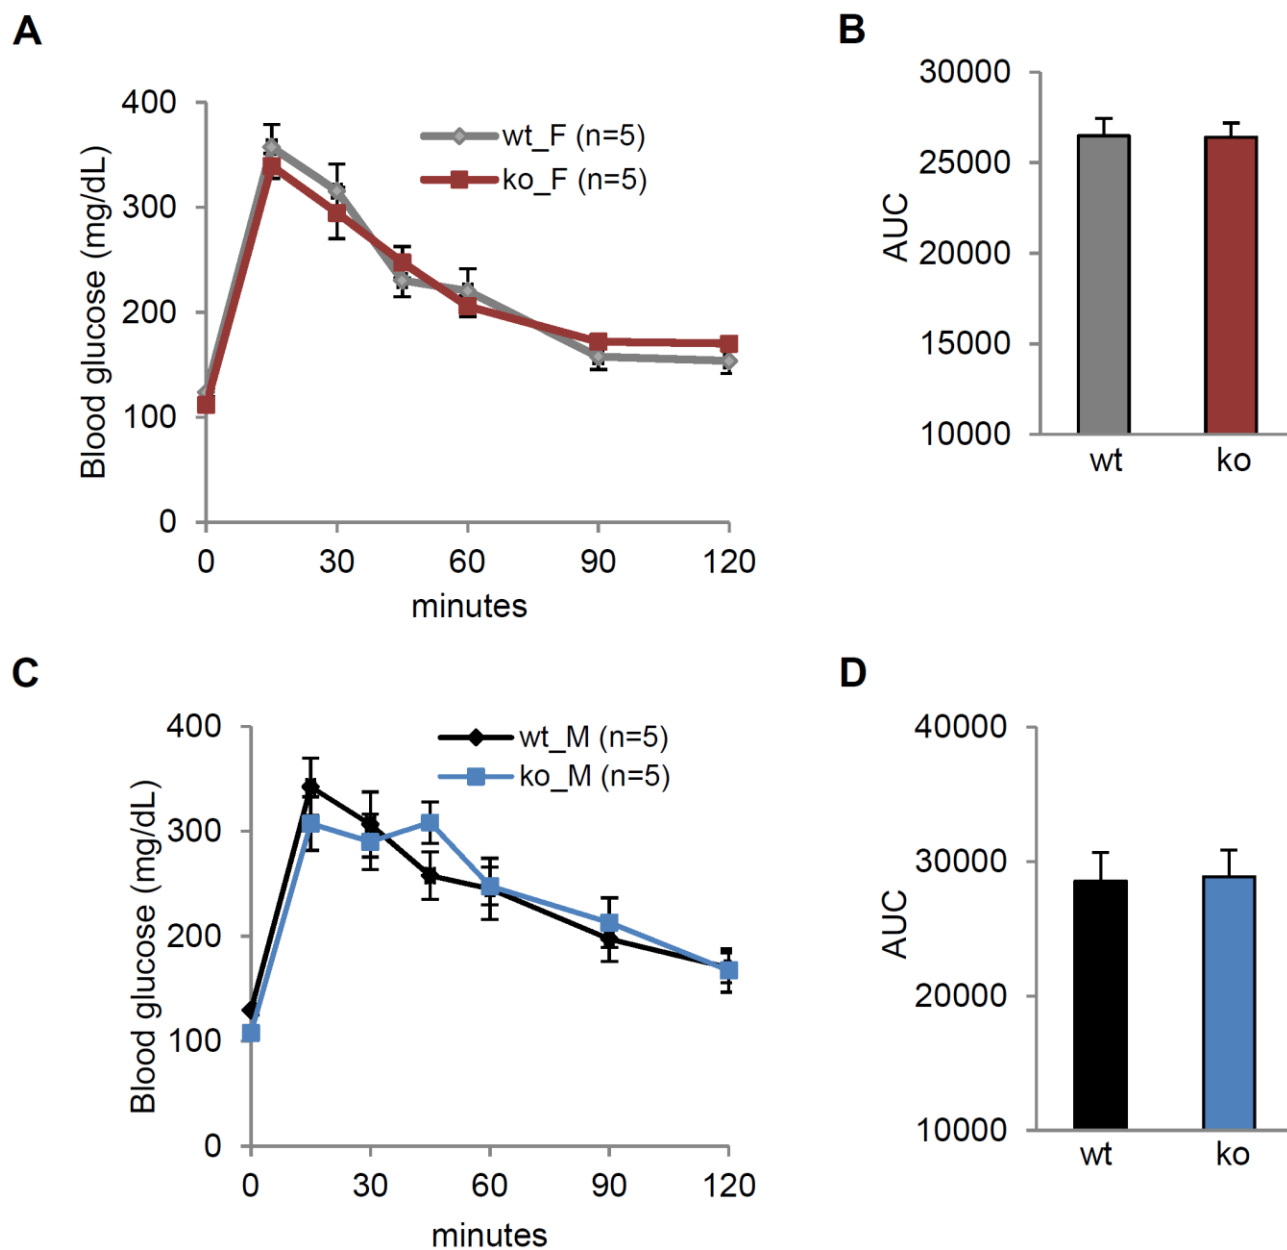 A
B
400
300
200
100
0
Blood glucose (mg/dL)
wt_F (n=5)
ko_F (n=5)
0 30 60 90 120
minutes
30000
25000
20000
15000
10000
AUC
wt ko
C
D
400
300
200
100
0
Blood glucose (mg/dL)
wt_M (n=5)
ko_M (n=5)
0 30 60 90 120
minutes
40000
30000
20000
10000
AUC
wt ko